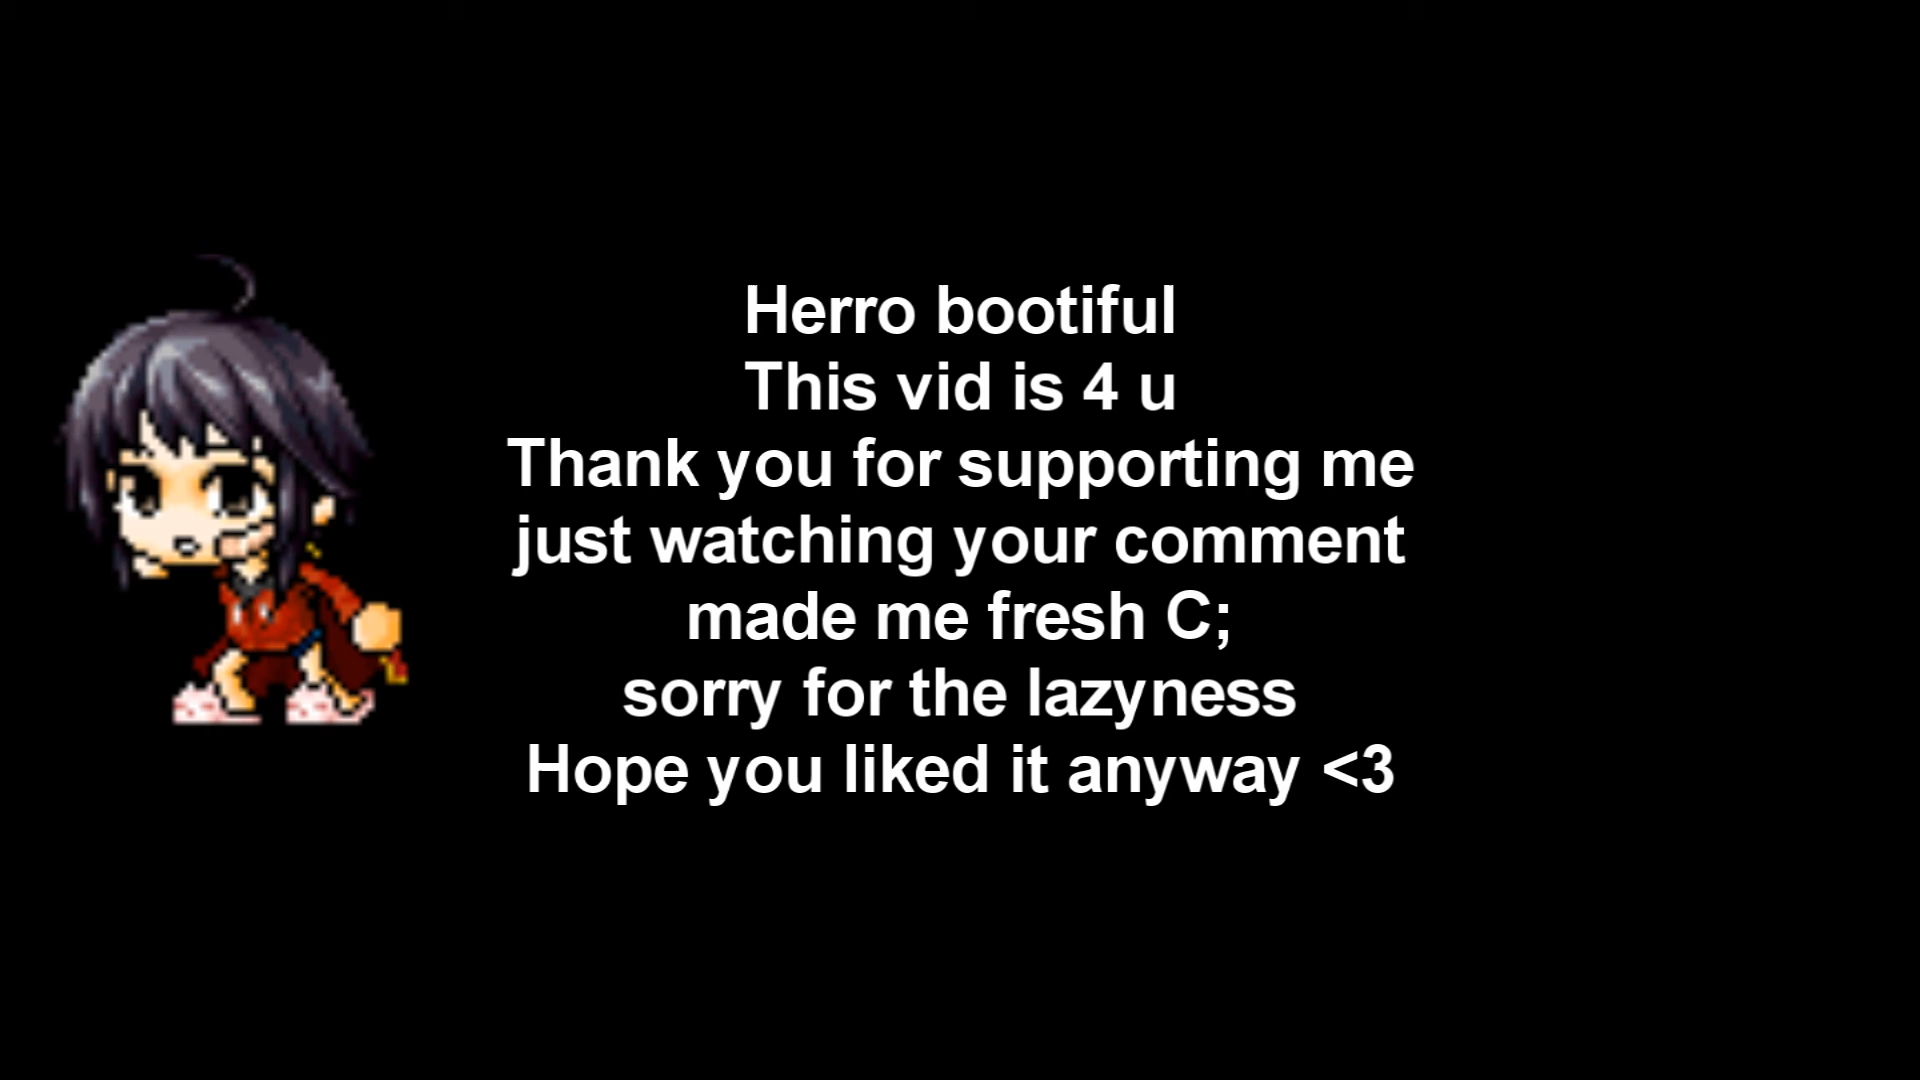 Herro bootiful
This vid is 4 u
Thank you for supporting me
just watching your comment
made me fresh C;
sorry for the lazyness
Hope you liked it anyway <3